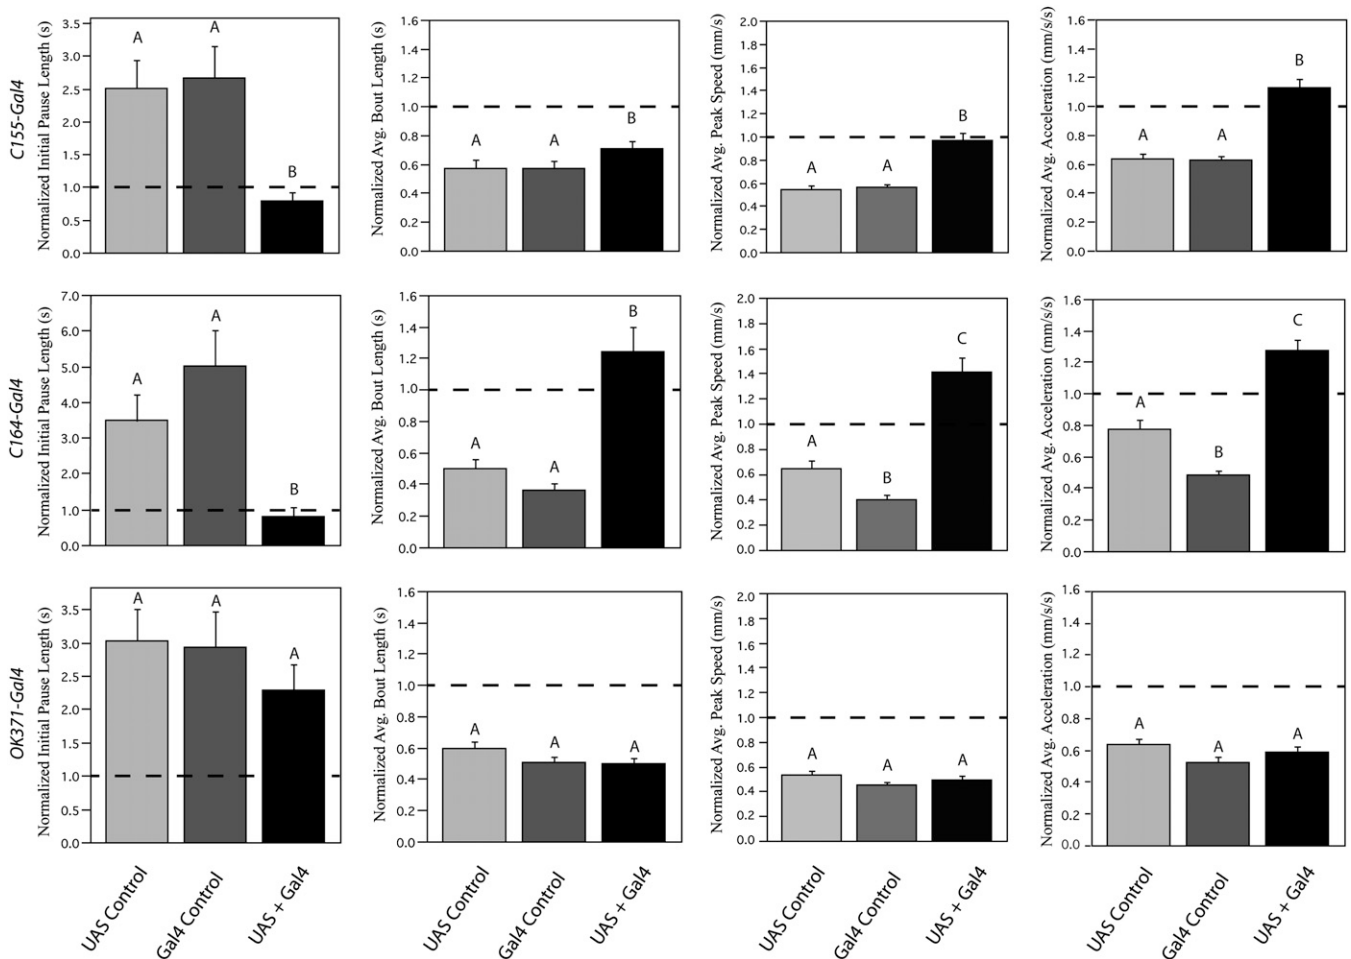 C155-Gal4
Normalized Initial Pause Length (s)
3.5
3.0
2.5
2.0
1.5
1.0
0.5
0.0
A
A
B
Normalized Avg. Bout Length (s)
1.6
1.4
1.2
1.0
0.8
0.6
0.4
0.2
0.0
A
A
B
Normalized Avg. Peak Speed (mm/s)
2.0
1.8
1.6
1.4
1.2
1.0
0.8
0.6
0.4
0.2
0.0
A
A
B
Normalized Avg. Acceleration (mm/s/s)
1.6
1.4
1.2
1.0
0.8
0.6
0.4
0.2
0.0
A
A
B
C164-Gal4
Normalized Initial Pause Length (s)
7.0
6.0
5.0
4.0
3.0
2.0
1.0
0.0
A
A
B
Normalized Avg. Bout Length (s)
1.6
1.4
1.2
1.0
0.8
0.6
0.4
0.2
0.0
A
A
B
Normalized Avg. Peak Speed (mm/s)
2.0
1.8
1.6
1.4
1.2
1.0
0.8
0.6
0.4
0.2
0.0
A
B
C
Normalized Avg. Acceleration (mm/s/s)
1.6
1.4
1.2
1.0
0.8
0.6
0.4
0.2
0.0
A
B
C
OK371-Gal4
Normalized Initial Pause Length (s)
3.5
3.0
2.5
2.0
1.5
1.0
0.5
0.0
A
A
A
Normalized Avg. Bout Length (s)
1.6
1.4
1.2
1.0
0.8
0.6
0.4
0.2
0.0
A
A
A
Normalized Avg. Peak Speed (mm/s)
2.0
1.8
1.6
1.4
1.2
1.0
0.8
0.6
0.4
0.2
0.0
A
A
A
Normalized Avg. Acceleration (mm/s/s)
1.6
1.4
1.2
1.0
0.8
0.6
0.4
0.2
0.0
A
A
A
UAS Control
Gal4 Control
UAS + Gal4
UAS Control
Gal4 Control
UAS + Gal4
UAS Control
Gal4 Control
UAS + Gal4
UAS Control
Gal4 Control
UAS + Gal4